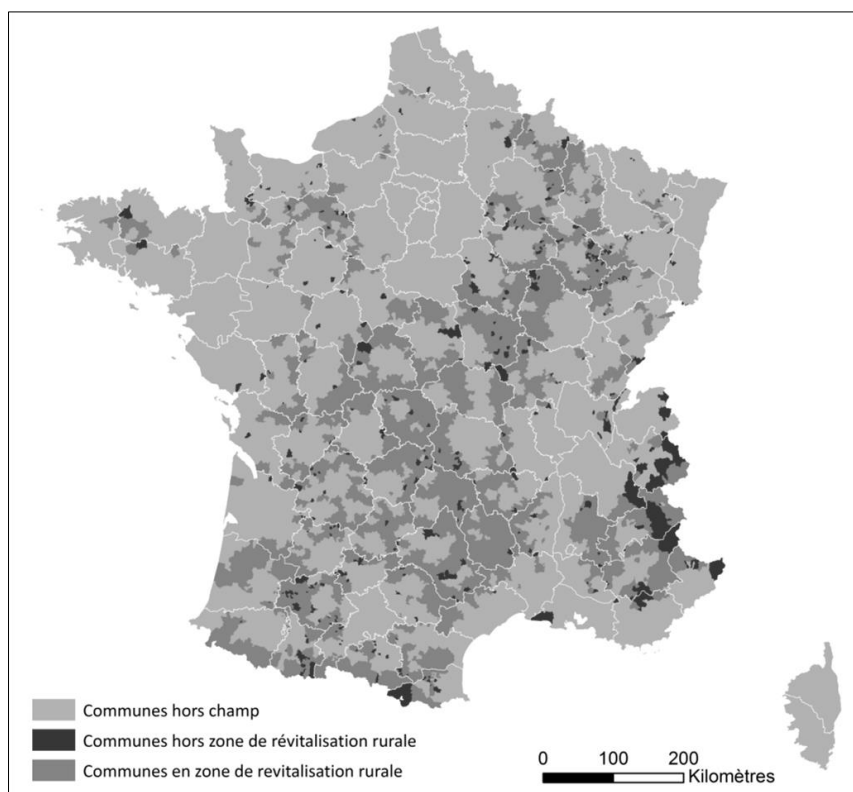 Communes hors champ
Communes hors zone de révitalisation rurale
Communes en zone de revitalisation rurale
0 100 200
Kilomètres